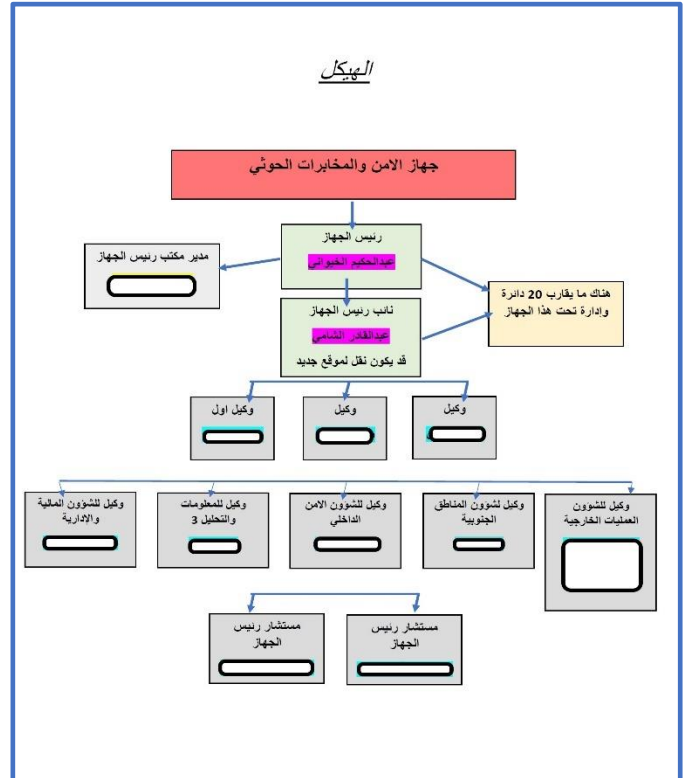 الهيكل
جهاز الامن والمخابرات الحوثي
رئيس الجهاز
عبدالحكيم الخيواني
مدير مكتب رئيس الجهاز
هناك ما يقارب 20 دائرة
وإدارة تحت هذا الجهاز
نائب رئيس الجهاز
عبدالقادر الشامي
قد يكون نقل لموقع جديد
وكيل
وكيل
وكيل اول
وكيل للشؤون
العمليات الخارجية
وكيل لشؤون المناطق
الجنوبية
وكيل للشؤون الامن
الداخلي
وكيل للمعلومات
والتحليل 3
وكيل للشؤون المالية
والإدارية
مستشار رئيس
الجهاز
مستشار رئيس
الجهاز